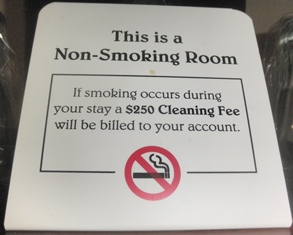 This is a
Non-Smoking Room
If smoking occurs during
your stay a $250 Cleaning Fee
will be billed to your account.